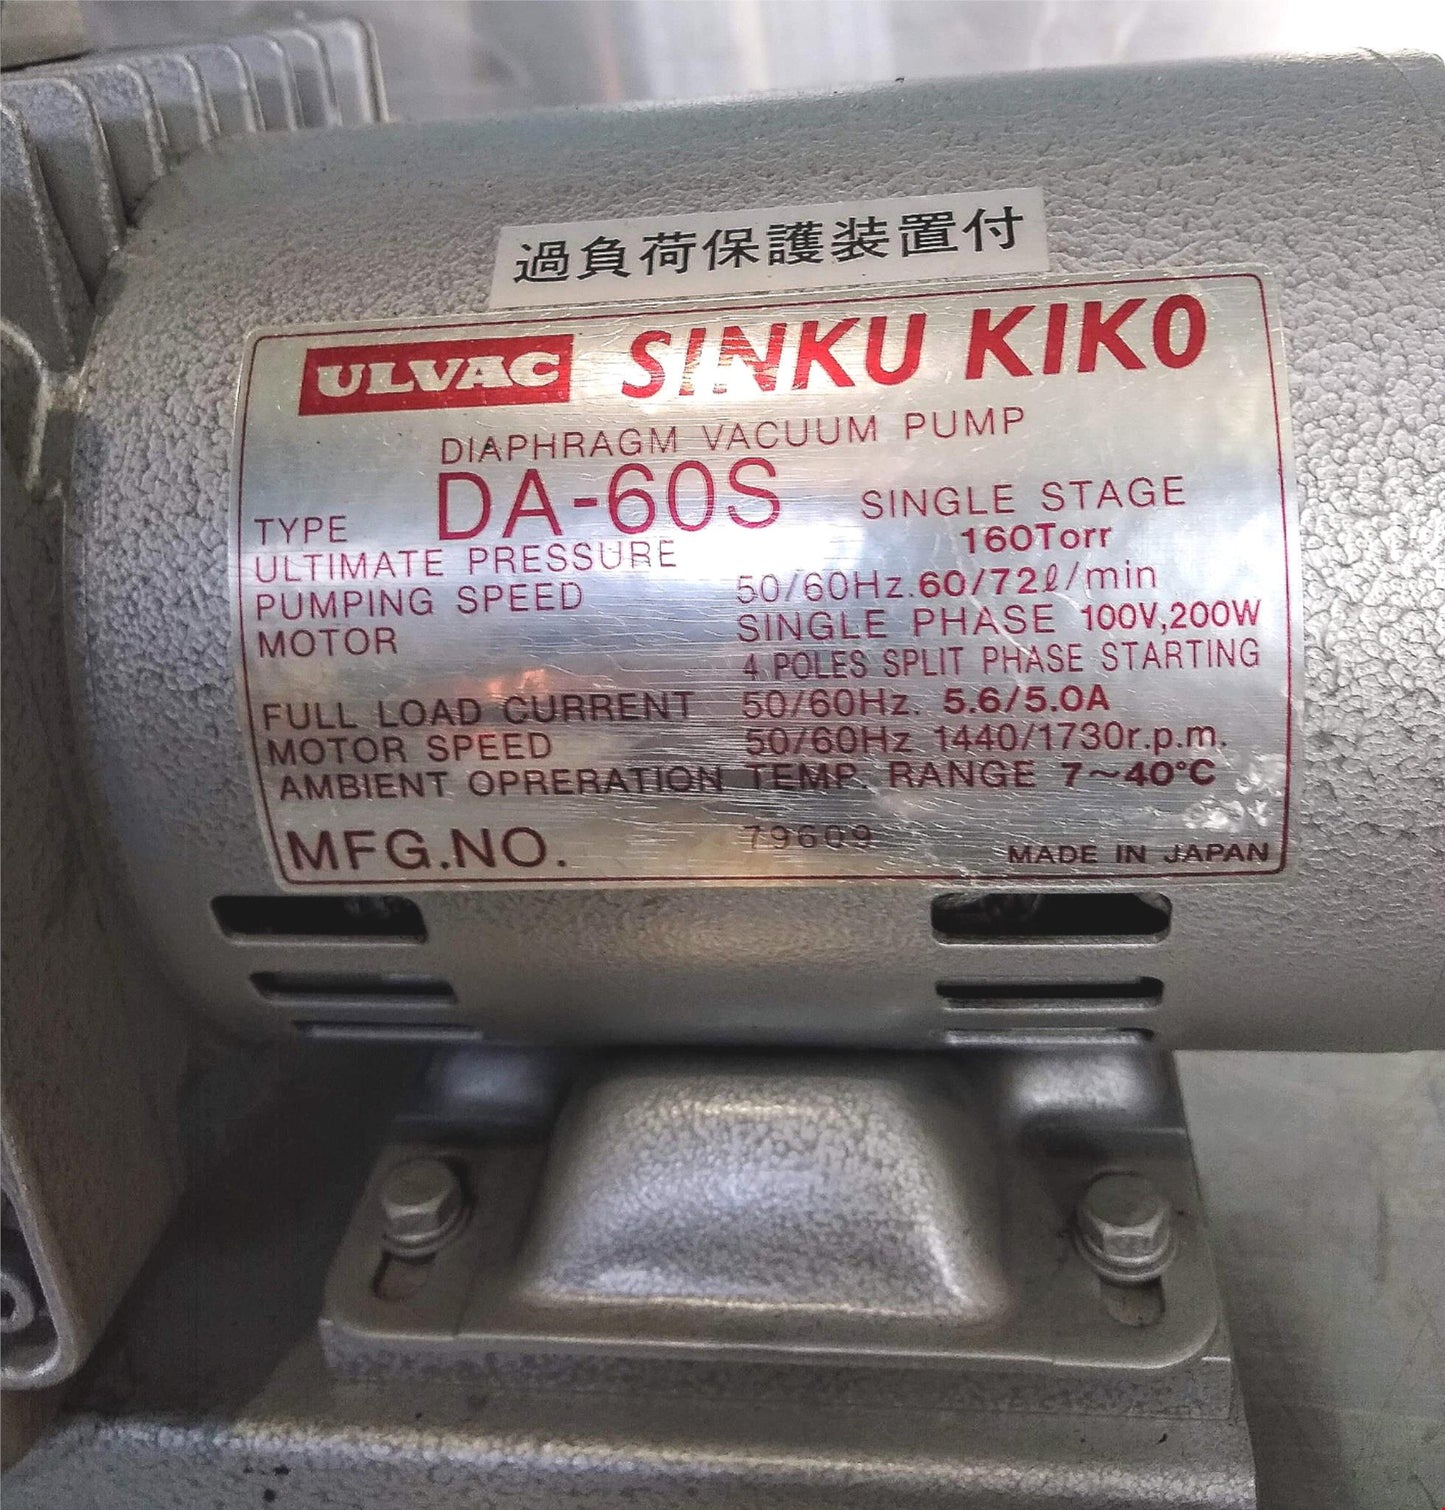 過負荷保護装置付
ULVAC SINKU KIKO
DIAPHRAGM VACUUM PUMP
TYPE DA-60S SINGLE STAGE
ULTIMATE PRESSURE 160Torr
PUMPING SPEED 50/60Hz.60/72ℓ/min
MOTOR SINGLE PHASE 100V,200W
4 POLES SPLIT PHASE STARTING
FULL LOAD CURRENT 50/60Hz. 5.6/5.0A
MOTOR SPEED 50/60Hz 1440/1730r.p.m.
AMBIENT OPRERATION TEMP. RANGE 7~40°C
MFG.NO. 79609 MADE IN JAPAN